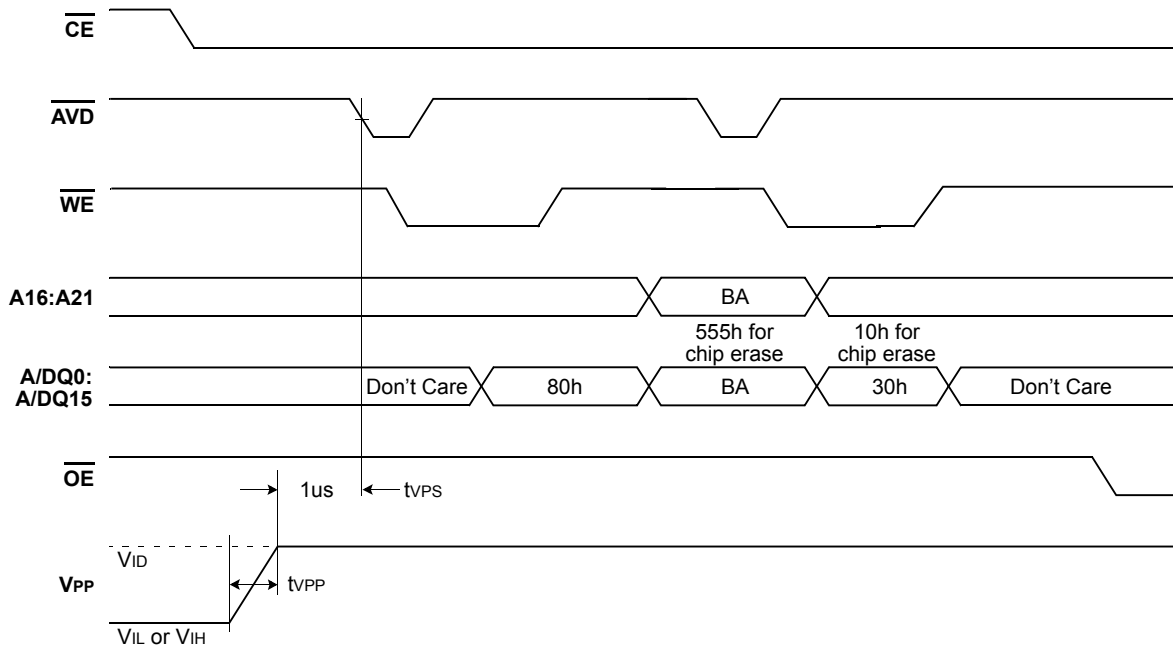 CE
AVD
WE
A16:A21
BA
555h for
chip erase
10h for
chip erase
A/DQ0:
A/DQ15
Don't Care
80h
BA
30h
Don't Care
OE
1us
tVPS
VID
VPP
tVPP
VIL or VIH